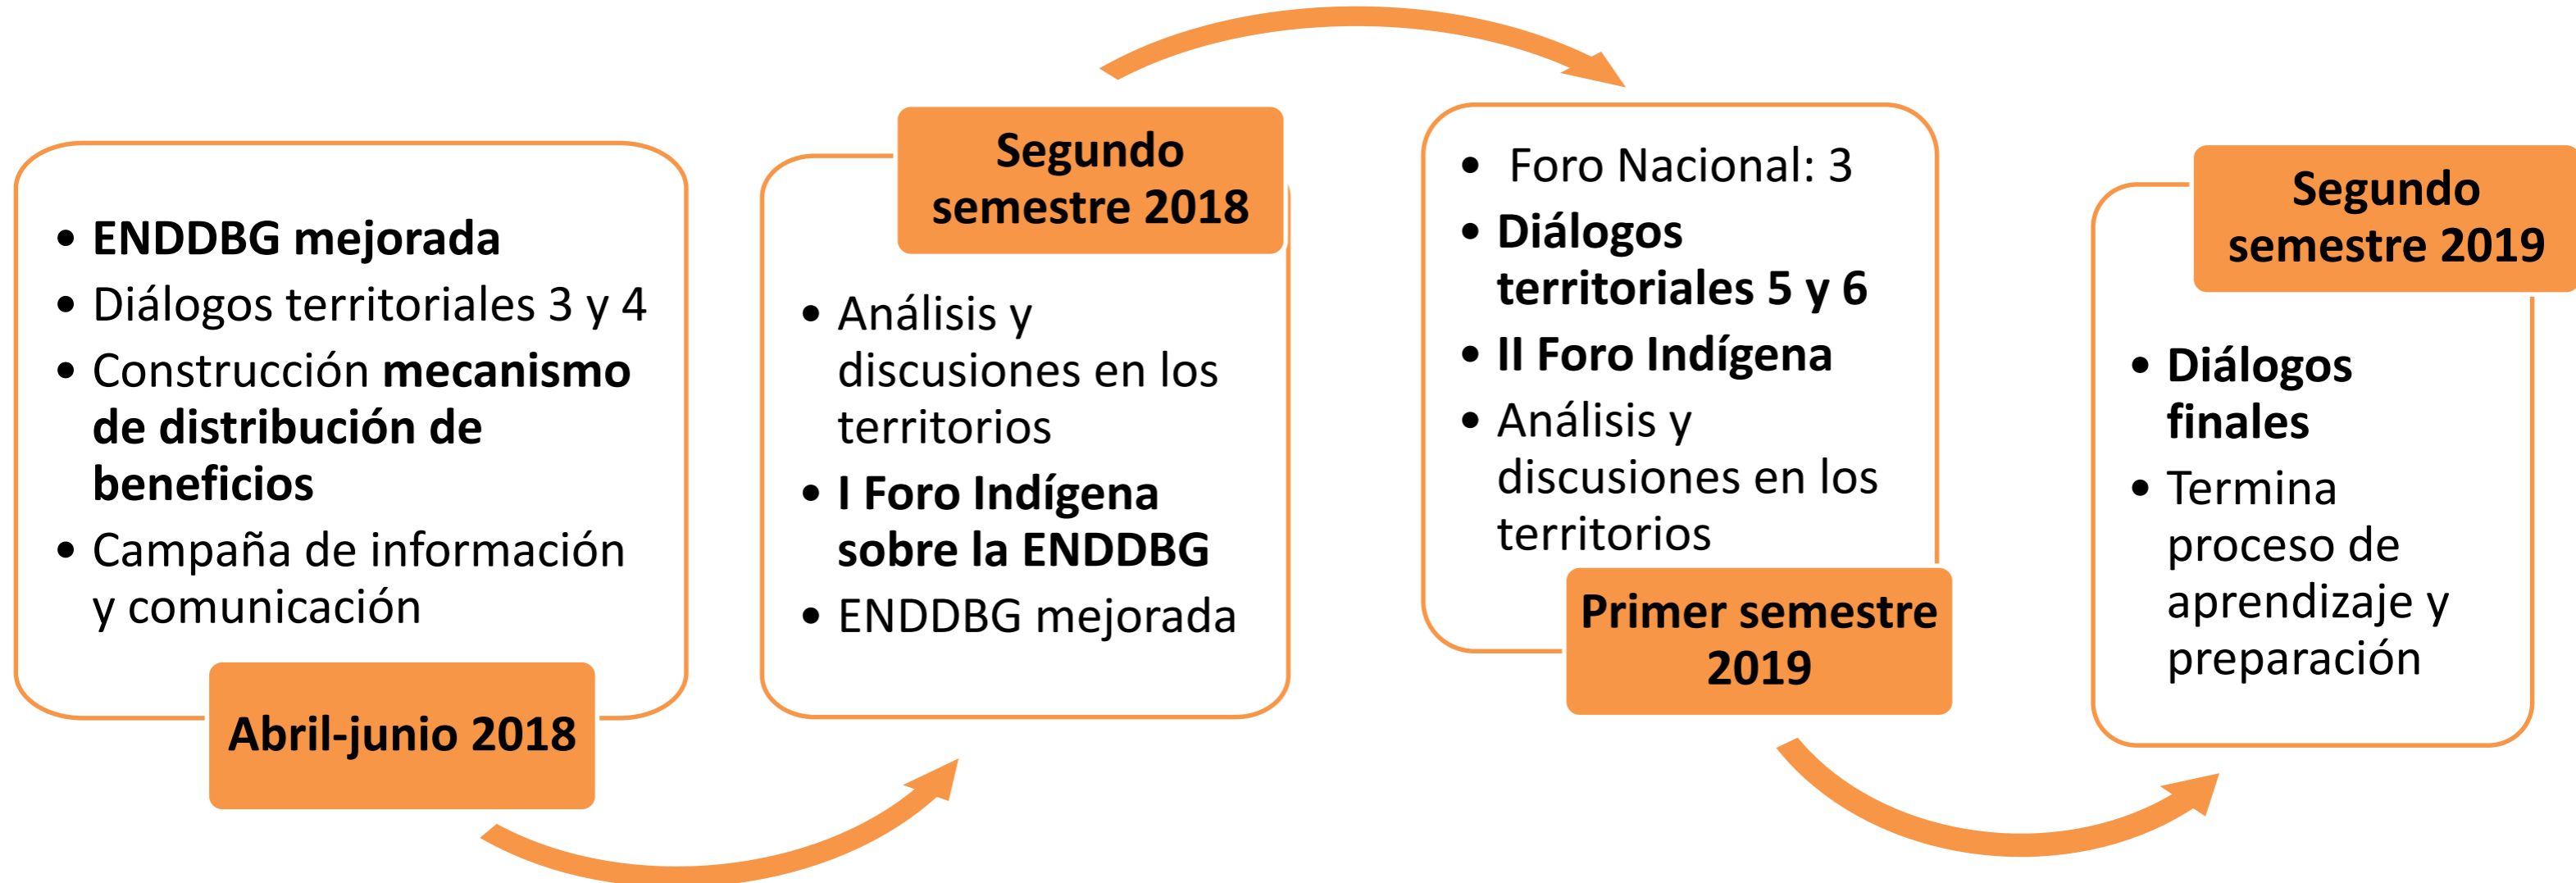 • ENDDBG mejorada
• Diálogos territoriales 3 y 4
• Construcción mecanismo
de distribución de
beneficios
• Campaña de información
y comunicación
Abril-junio 2018
Segundo
semestre 2018
• Análisis y
discusiones en los
territorios
• I Foro Indígena
sobre la ENDDBG
• ENDDBG mejorada
• Foro Nacional: 3
• Diálogos
territoriales 5 y 6
• II Foro Indígena
• Análisis y
discusiones en los
territorios
Primer semestre
2019
Segundo
semestre 2019
• Diálogos
finales
• Termina
proceso de
aprendizaje y
preparación